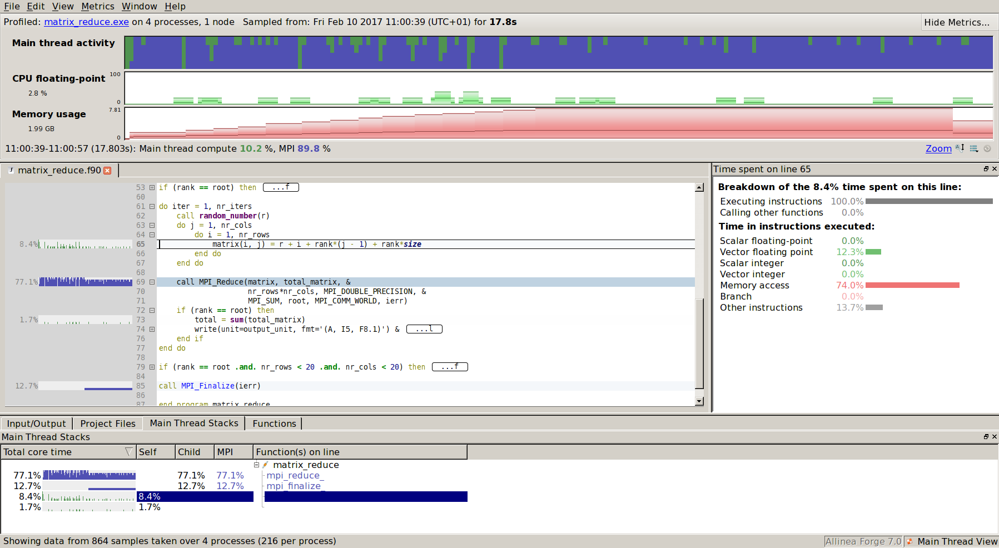 File Edit View Metrics Window Help
Profiled: matrix_reduce.exe on 4 processes, 1 node Sampled from: Fri Feb 10 2017 11:00:39 (UTC+01) for 17.8s
Hide Metrics...
Main thread activity
CPU floating-point 100
2.8 %
0
Memory usage 7.81
1.99 GB
0
11:00:39-11:00:57 (17.803s): Main thread compute 10.2 %, MPI 89.8 %
Zoom
matrix_reduce.f90
53 if (rank == root) then ...f
60
61 do iter = 1, nr_iters
62 call random_number(r)
63 do j = 1, nr_cols
64 do i = 1, nr_rows
8.4% 65 matrix(i, j) = r + i + rank*(j - 1) + rank*size
66 end do
67 end do
68
77.1% 69 call MPI_Reduce(matrix, total_matrix, &
70 nr_rows*nr_cols, MPI_DOUBLE_PRECISION, &
71 MPI_SUM, root, MPI_COMM_WORLD, ierr)
72 if (rank == root) then
1.7% 73 total = sum(total_matrix)
74 write(unit=output_unit, fmt='(A, I5, F8.1)') & ...l
76 end if
77 end do
78
79 if (rank == root .and. nr_rows < 20 .and. nr_cols < 20) then ...f
84
12.7% 85 call MPI_Finalize(ierr)
86
87 end program matrix_reduce
Time spent on line 65
Breakdown of the 8.4% time spent on this line:
Executing instructions 100.0%
Calling other functions 0.0%
Time in instructions executed:
Scalar floating-point 0.0%
Vector floating point 12.3%
Scalar integer 0.0%
Vector integer 0.0%
Memory access 74.0%
Branch 0.0%
Other instructions 13.7%
Input/Output Project Files Main Thread Stacks Functions
Main Thread Stacks
Total core time Self Child MPI Function(s) on line
matrix_reduce
77.1% 77.1% 77.1% mpi_reduce_
12.7% 12.7% 12.7% mpi_finalize_
8.4% 8.4%
1.7% 1.7%
Showing data from 864 samples taken over 4 processes (216 per process)
Allinea Forge 7.0 Main Thread View